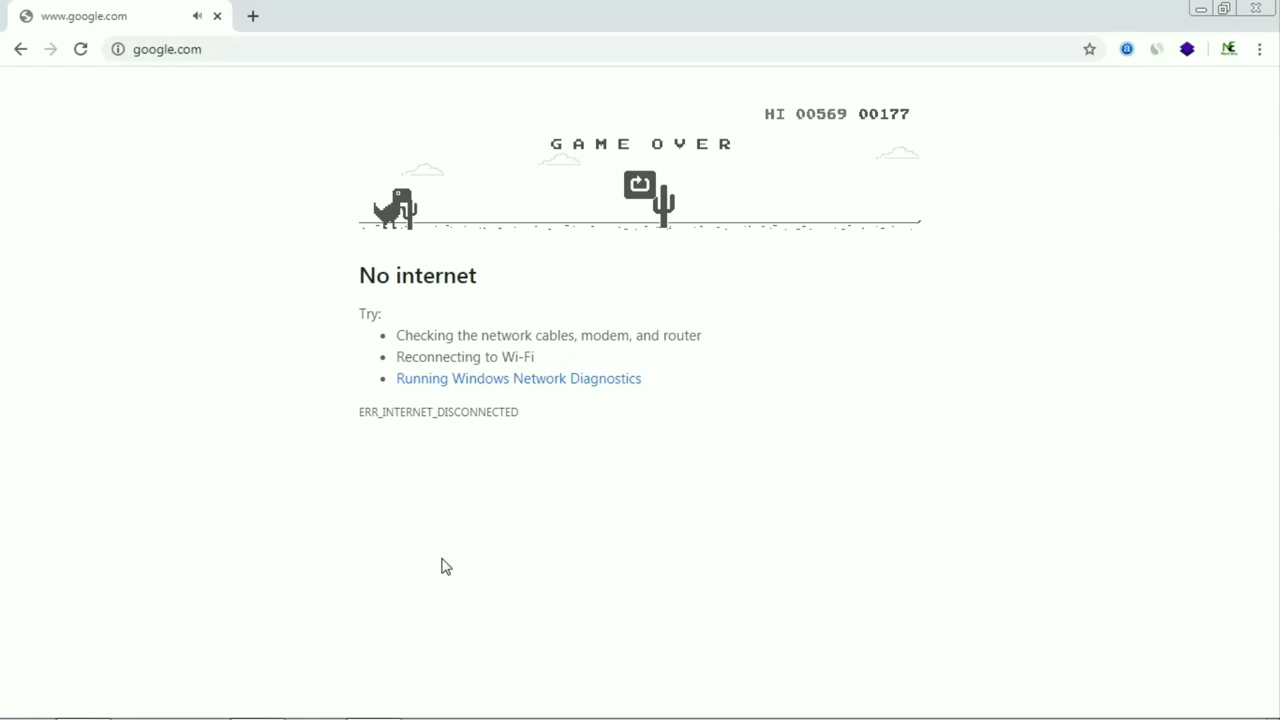 www.google.com
google.com
HI 00569 00177
GAME OVER
No internet
Try:
Checking the network cables, modem, and router
Reconnecting to Wi-Fi
Running Windows Network Diagnostics
ERR_INTERNET_DISCONNECTED